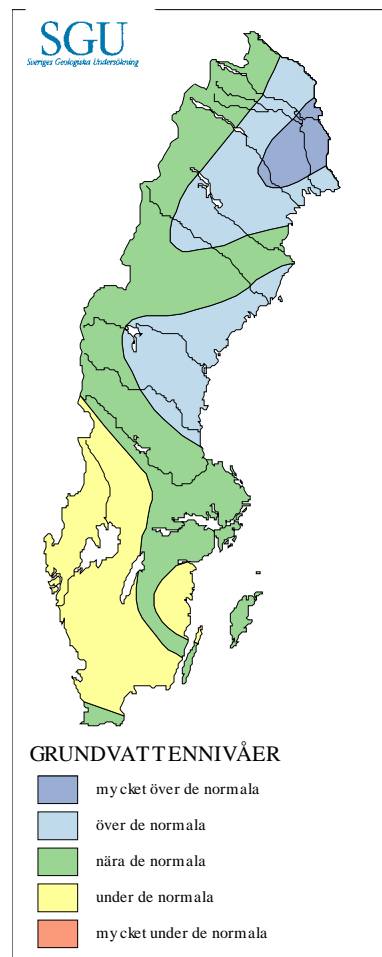 SGU
Sveriges Geologiska Undersökning
GRUNDVATTENNIVÅER
mycket över de normala
över de normala
nära de normala
under de normala
mycket under de normala